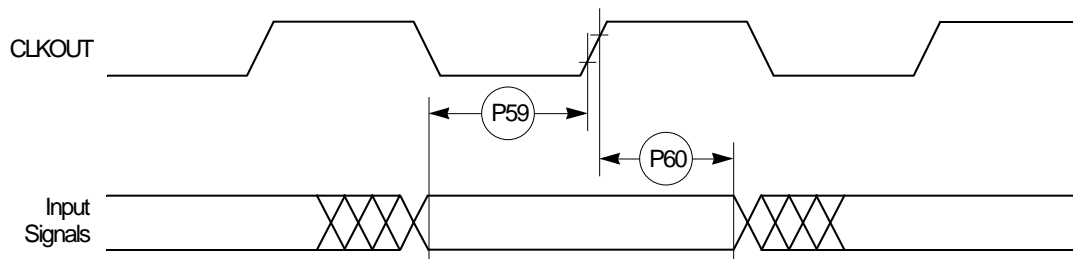 CLKOUT
P59
P60
Input
Signals